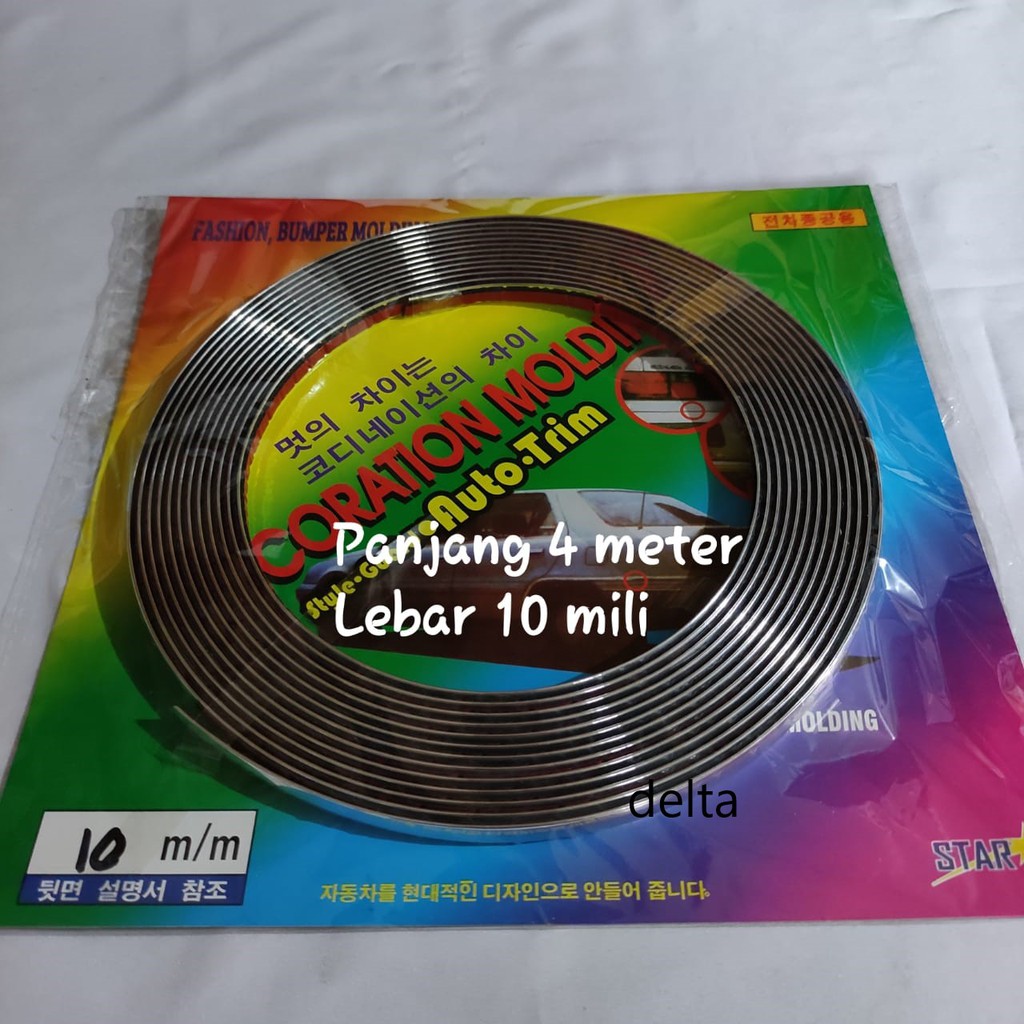 FASHION, BUMPER
전차종공용
멋의 차이는
코디네이션의 차이
CORATION MOLDIN
Auto·Trim
Panjang 4 meter
Lebar 10 mili
MOLDING
delta
10 m/m
뒷면 설명서 참조
자동차를 현대적인 디자인으로 안들어 줍니다.
STAR